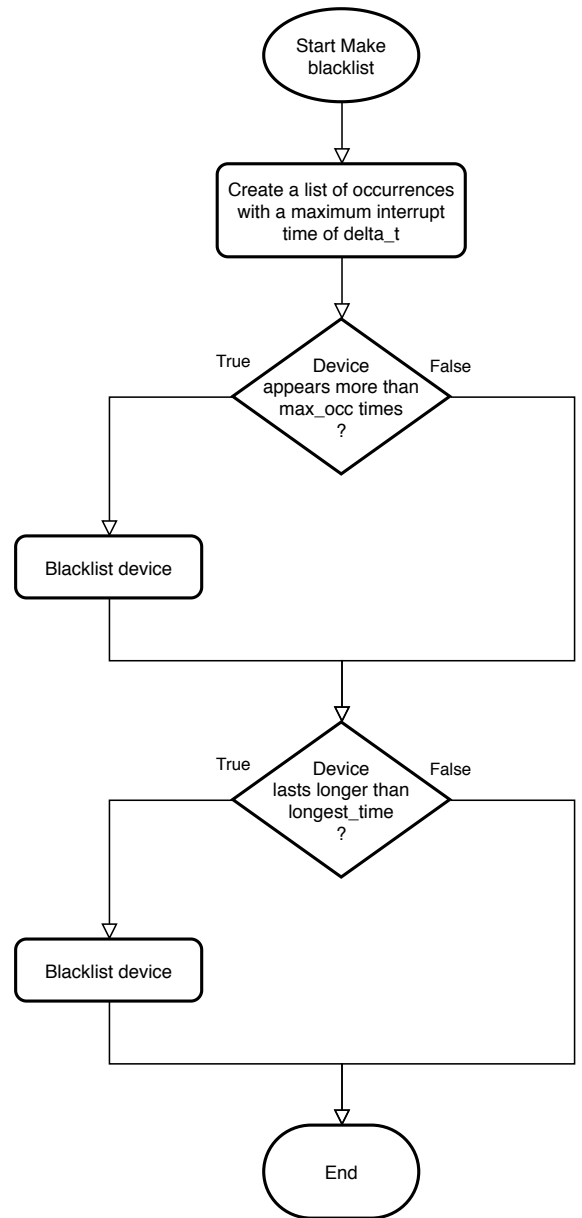 Start Make
blacklist
Create a list of occurrences
with a maximum interrupt
time of delta_t
True
Device
appears more than
max_occ times
?
False
Blacklist device
True
Device
lasts longer than
longest_time
?
False
Blacklist device
End